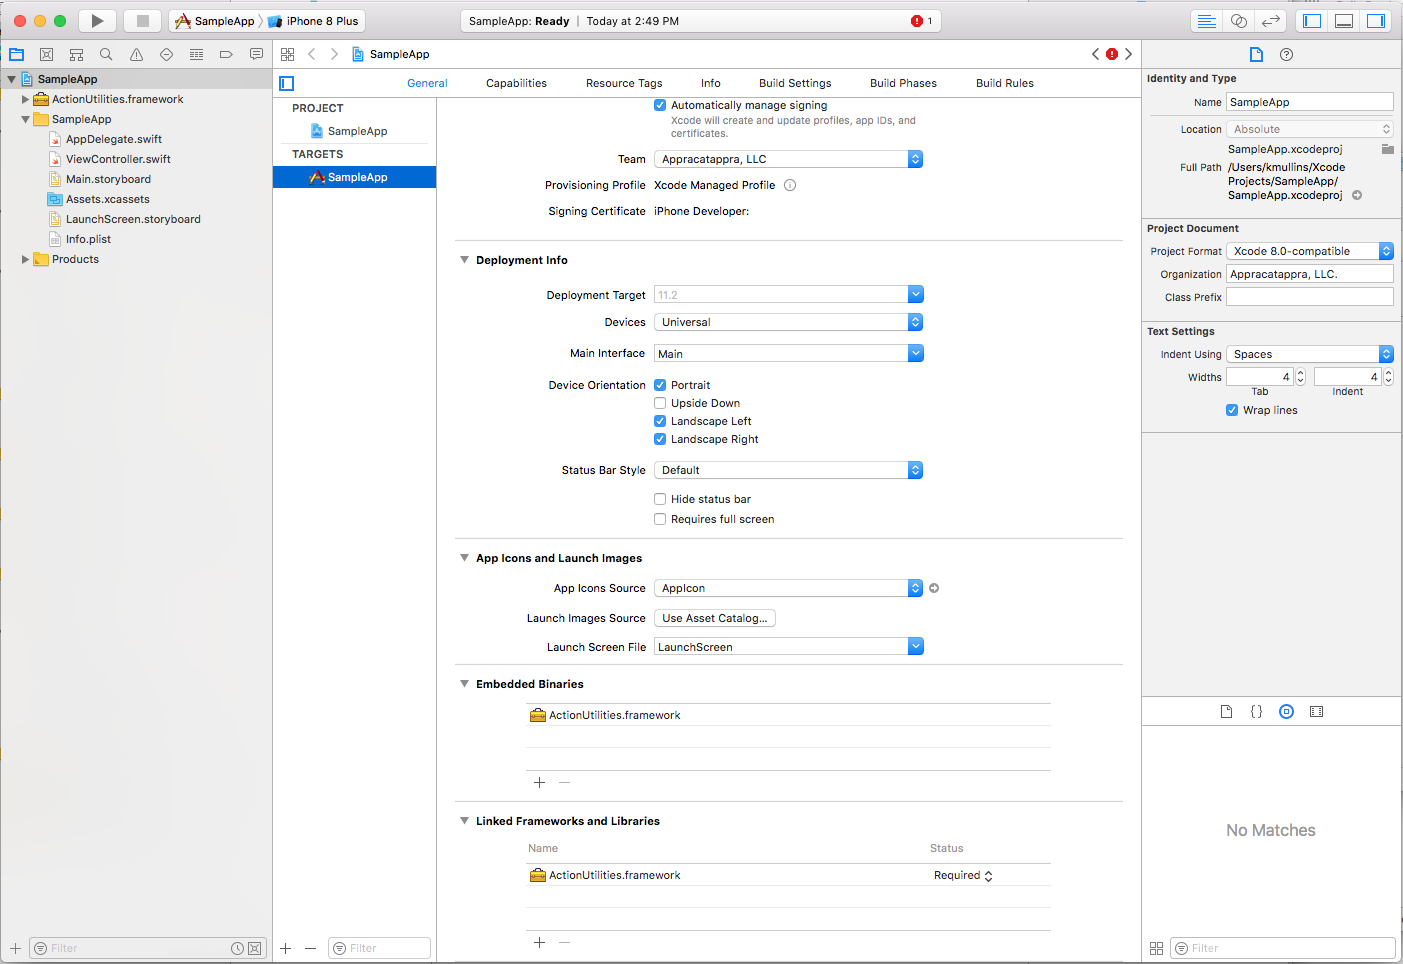 SampleApp iPhone 8 Plus SampleApp: Ready Today at 2:49 PM 1
SampleApp
SampleApp
ActionUtilities.framework
SampleApp
AppDelegate.swift
ViewController.swift
Main.storyboard
Assets.xcassets
LaunchScreen.storyboard
Info.plist
Products
Filter
General Capabilities Resource Tags Info Build Settings Build Phases Build Rules
PROJECT
SampleApp
TARGETS
SampleApp
Filter
Automatically manage signing
Xcode will create and update profiles, app IDs, and
certificates.
Team Appracatappra, LLC
Provisioning Profile Xcode Managed Profile
Signing Certificate iPhone Developer:
Deployment Info
Deployment Target 11.2
Devices Universal
Main Interface Main
Device Orientation Portrait
Upside Down
Landscape Left
Landscape Right
Status Bar Style Default
Hide status bar
Requires full screen
App Icons and Launch Images
App Icons Source AppIcon
Launch Images Source Use Asset Catalog...
Launch Screen File LaunchScreen
Embedded Binaries
ActionUtilities.framework
Linked Frameworks and Libraries
Name Status
ActionUtilities.framework Required
Identity and Type
Name SampleApp
Location Absolute
SampleApp.xcodeproj
Full Path /Users/kmullins/Xcode
Projects/SampleApp/
SampleApp.xcodeproj
Project Document
Project Format Xcode 8.0-compatible
Organization Appracatappra, LLC.
Class Prefix
Text Settings
Indent Using Spaces
Widths 4 4
Tab Indent
Wrap lines
{}
No Matches
Filter